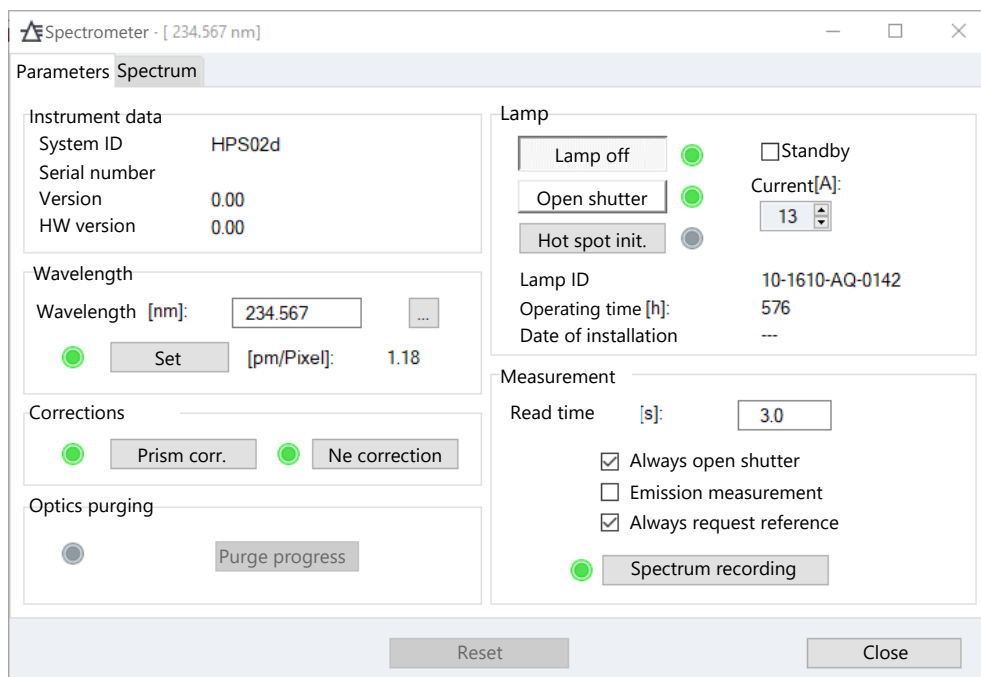 Spectrometer - [ 234.567 nm]
Parameters Spectrum
Instrument data
System ID HPS02d
Serial number
Version 0.00
HW version 0.00
Wavelength
Wavelength [nm]: 234.567 ...
Set [pm/Pixel]: 1.18
Corrections
Prism corr. Ne correction
Optics purging
Purge progress
Lamp
Lamp off Standby
Current[A]:
Open shutter 13
Hot spot init.
Lamp ID 10-1610-AQ-0142
Operating time [h]: 576
Date of installation ---
Measurement
Read time [s]: 3.0
Always open shutter
Emission measurement
Always request reference
Spectrum recording
Reset Close